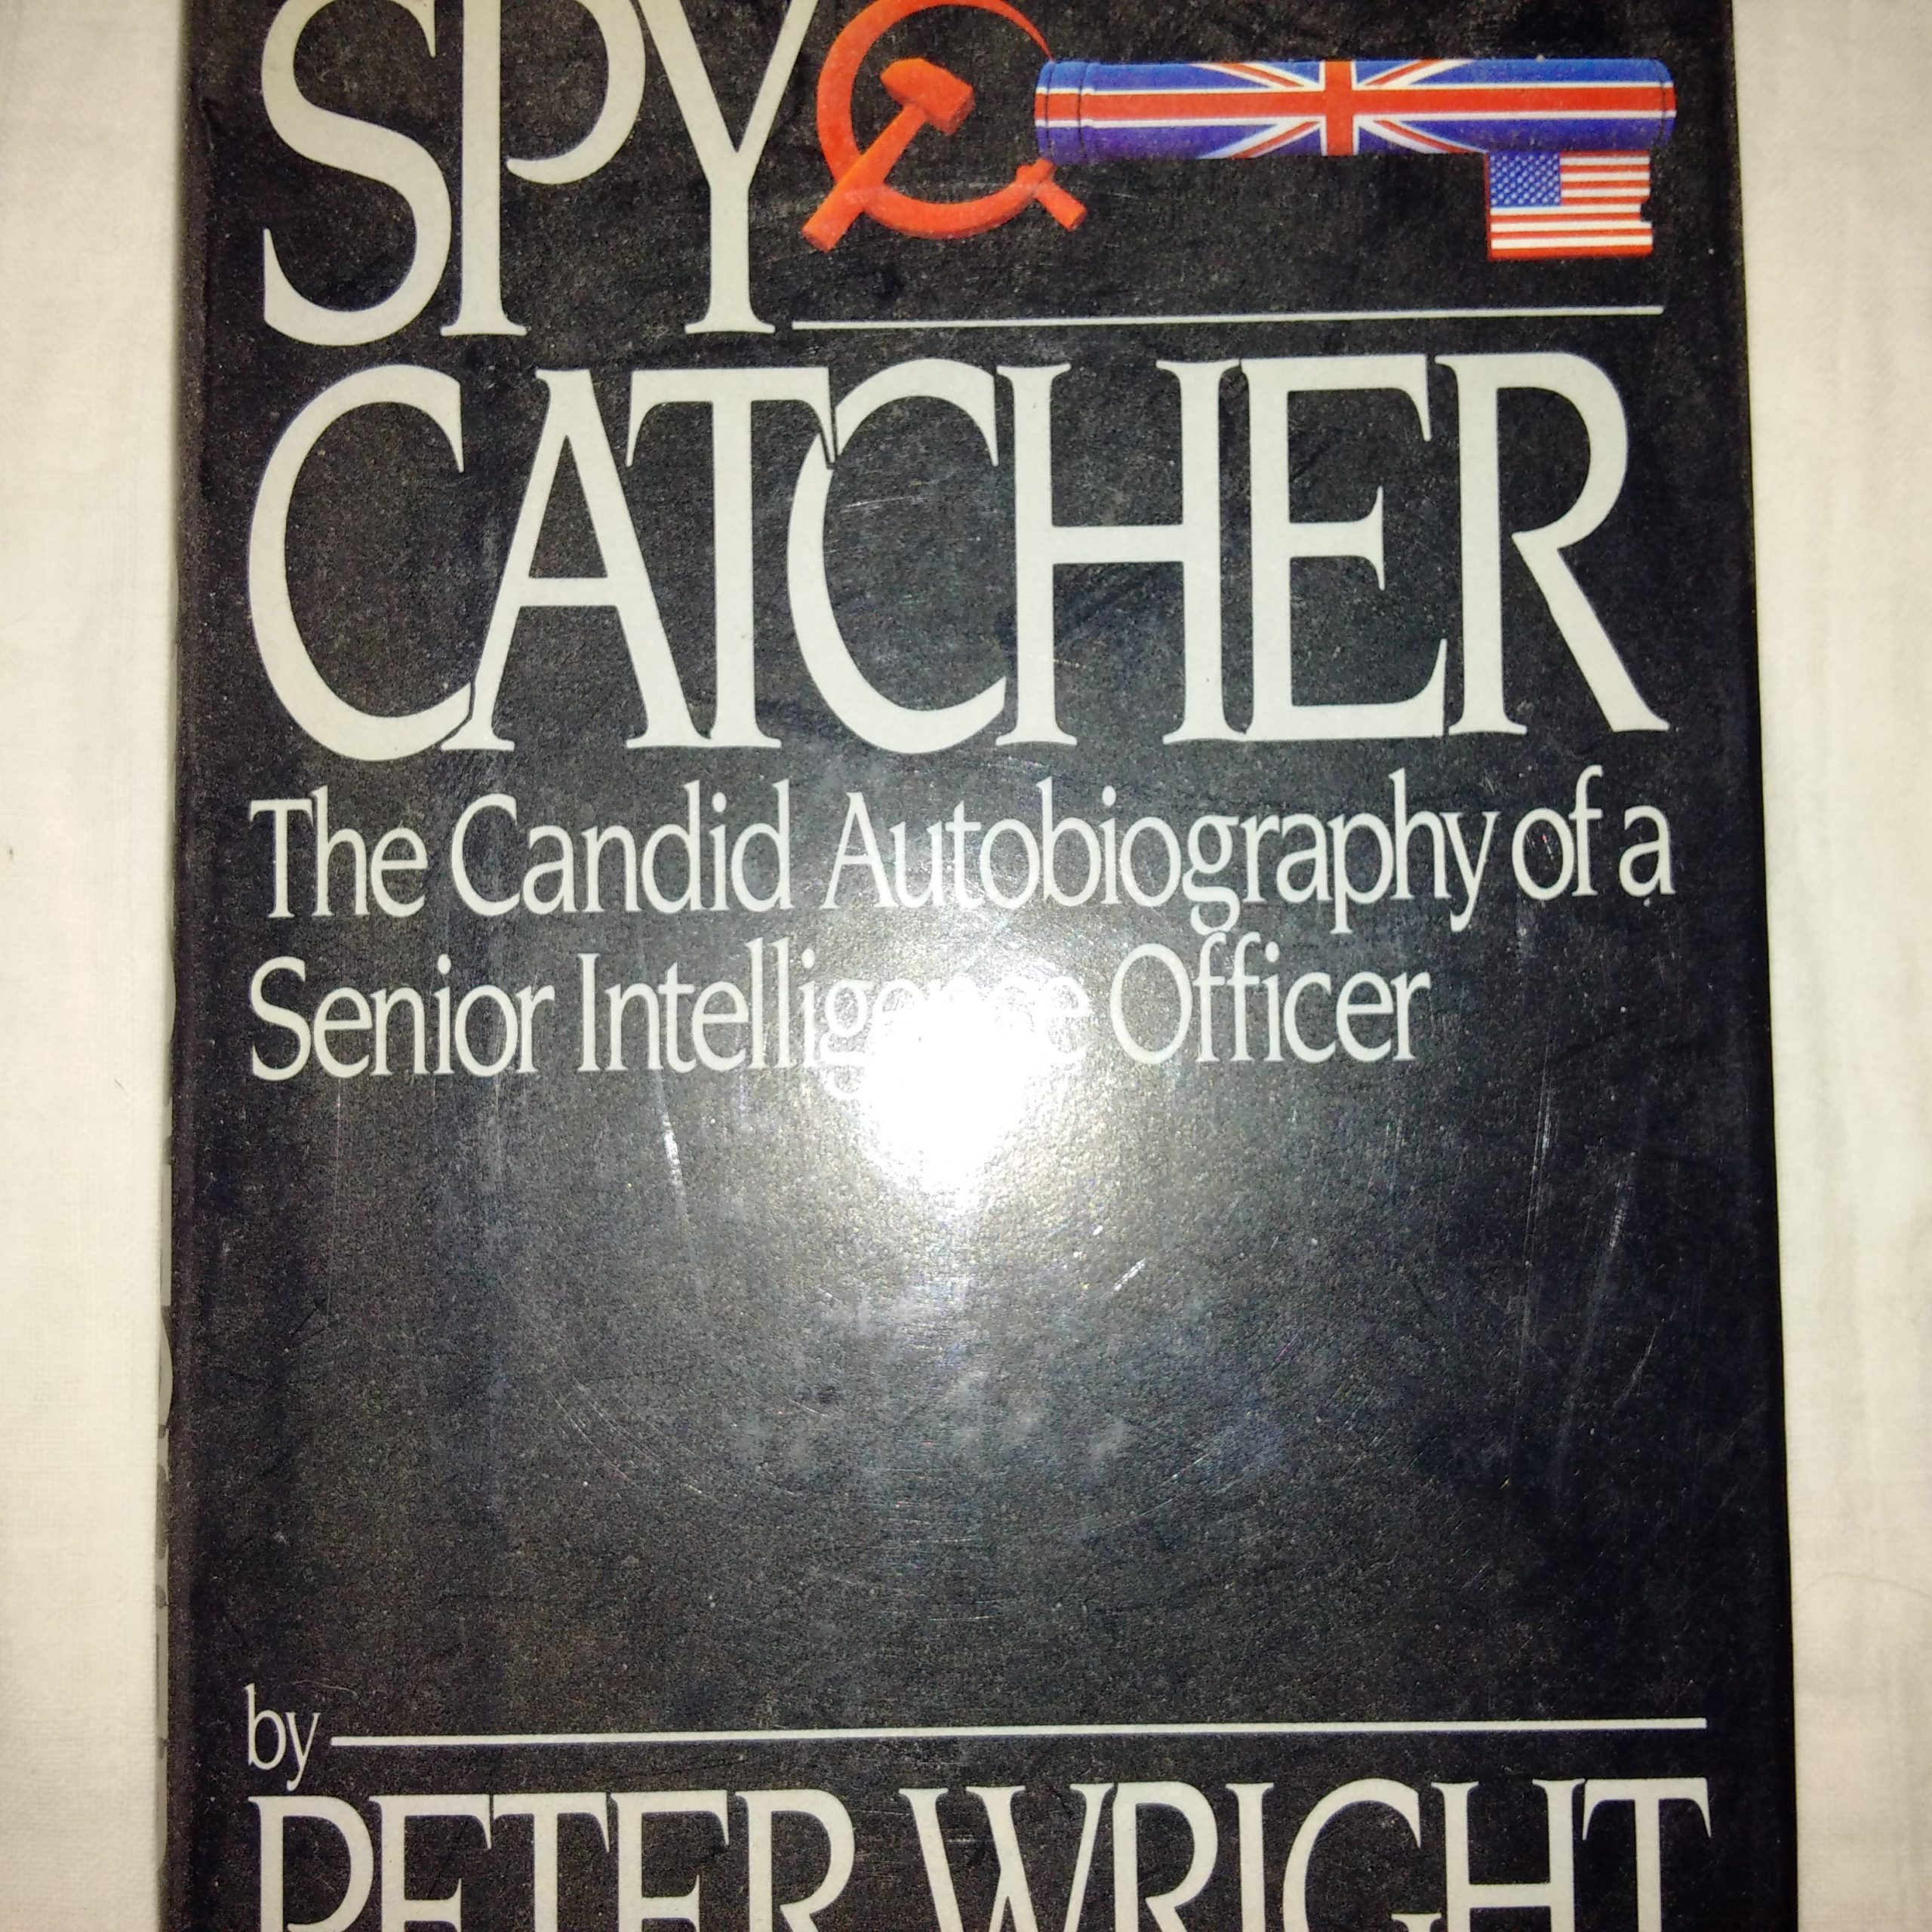 SPY
CATCHER
The Candid Autobiography of a
Senior Intelligence Officer
by
PETER WRIGHT